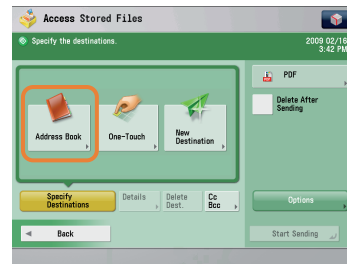 Access Stored Files
Specify the destinations.
2009 02/16
3:42 PM
PDF
Delete After
Sending
Address Book
One-Touch
New
Destination
Specify
Destinations
Details
Delete
Dest.
Cc
Bcc
Options
Back
Start Sending